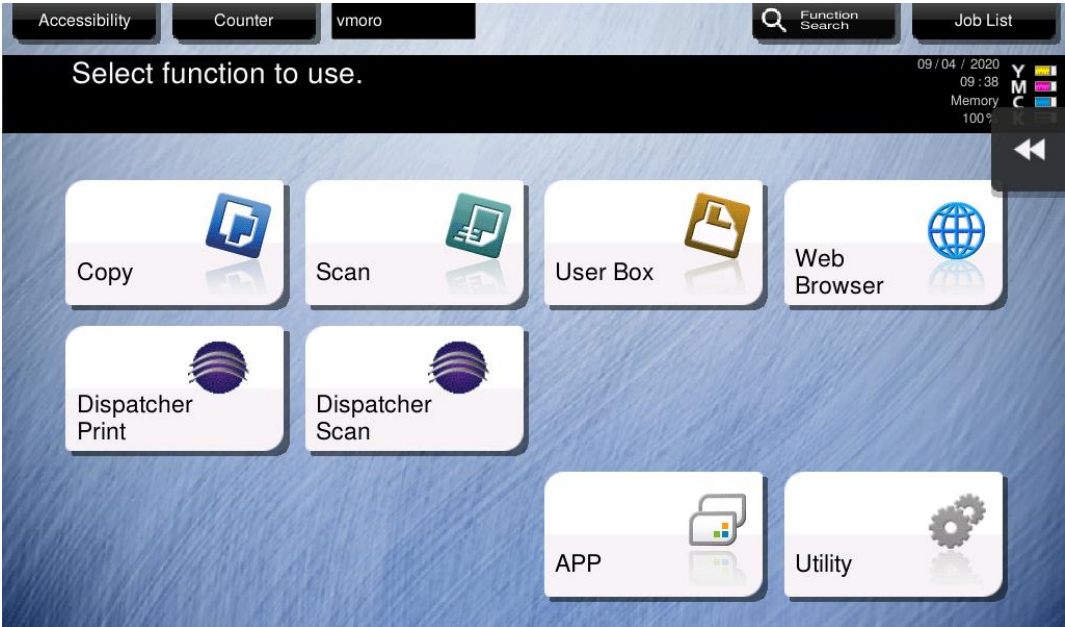 Accessibility
Counter
vmoro
Function
Search
Job List
Select function to use.
09 / 04 / 2020
09 : 38
Memory
100 %
Y
M
C
K
Copy
Scan
User Box
Web
Browser
Dispatcher
Print
Dispatcher
Scan
APP
Utility